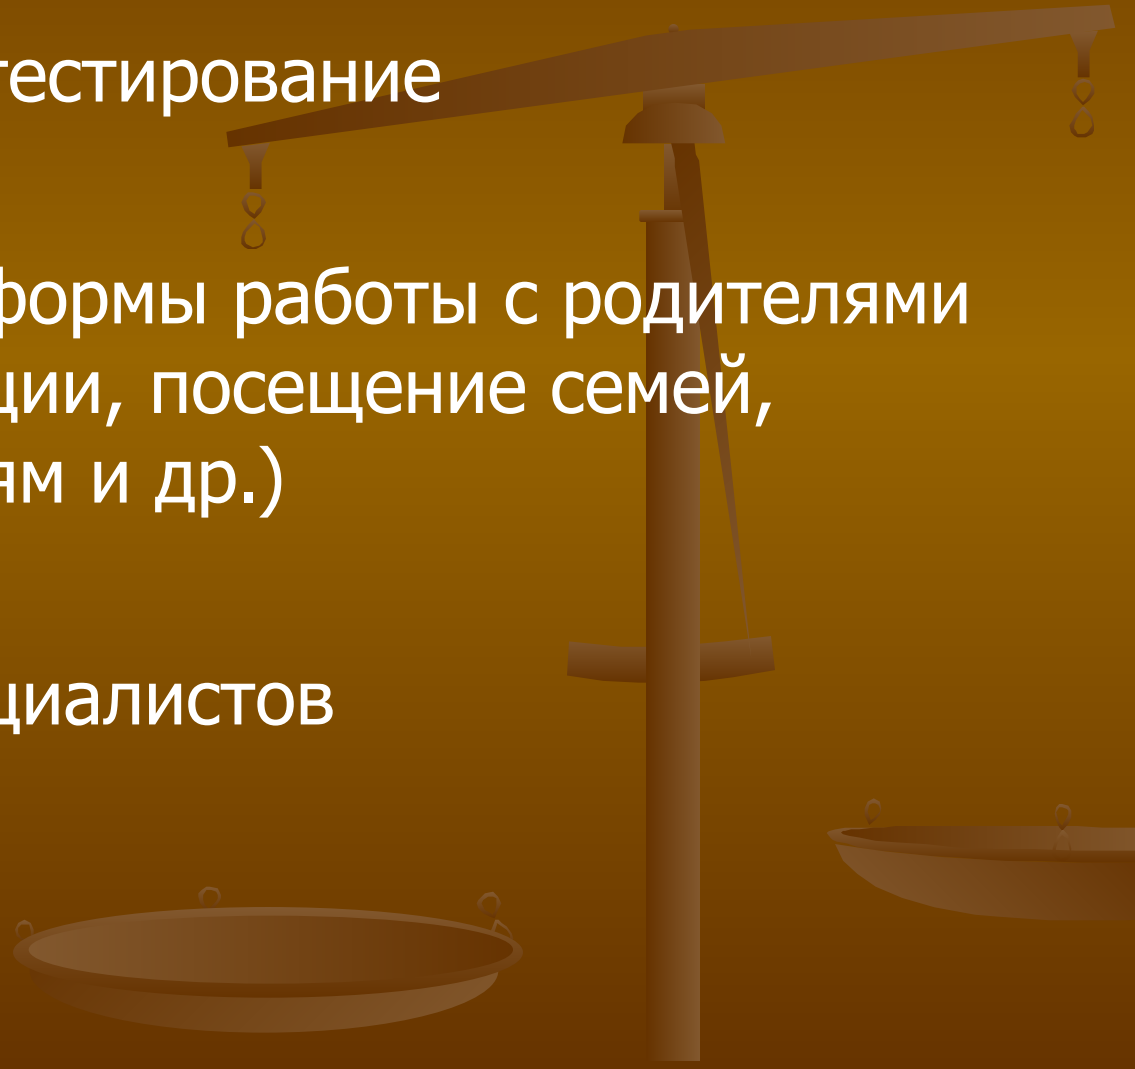 тестирование
формы работы с родителями
ции, посещение семей,
ям и др.)
циалистов